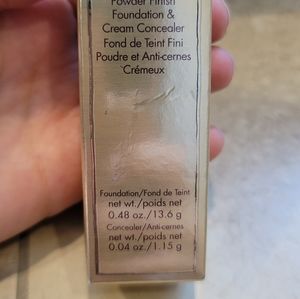 Powder Finish
Foundation &
Cream Concealer
Fond de Teint Fini
Poudre et Anti-cernes
Crémeux
Foundation/Fond de Teint
net wt./poids net
0.48 oz./13.6 g
Concealer/Anti-cernes
net wt./poids net
0.04 oz./1.15 g